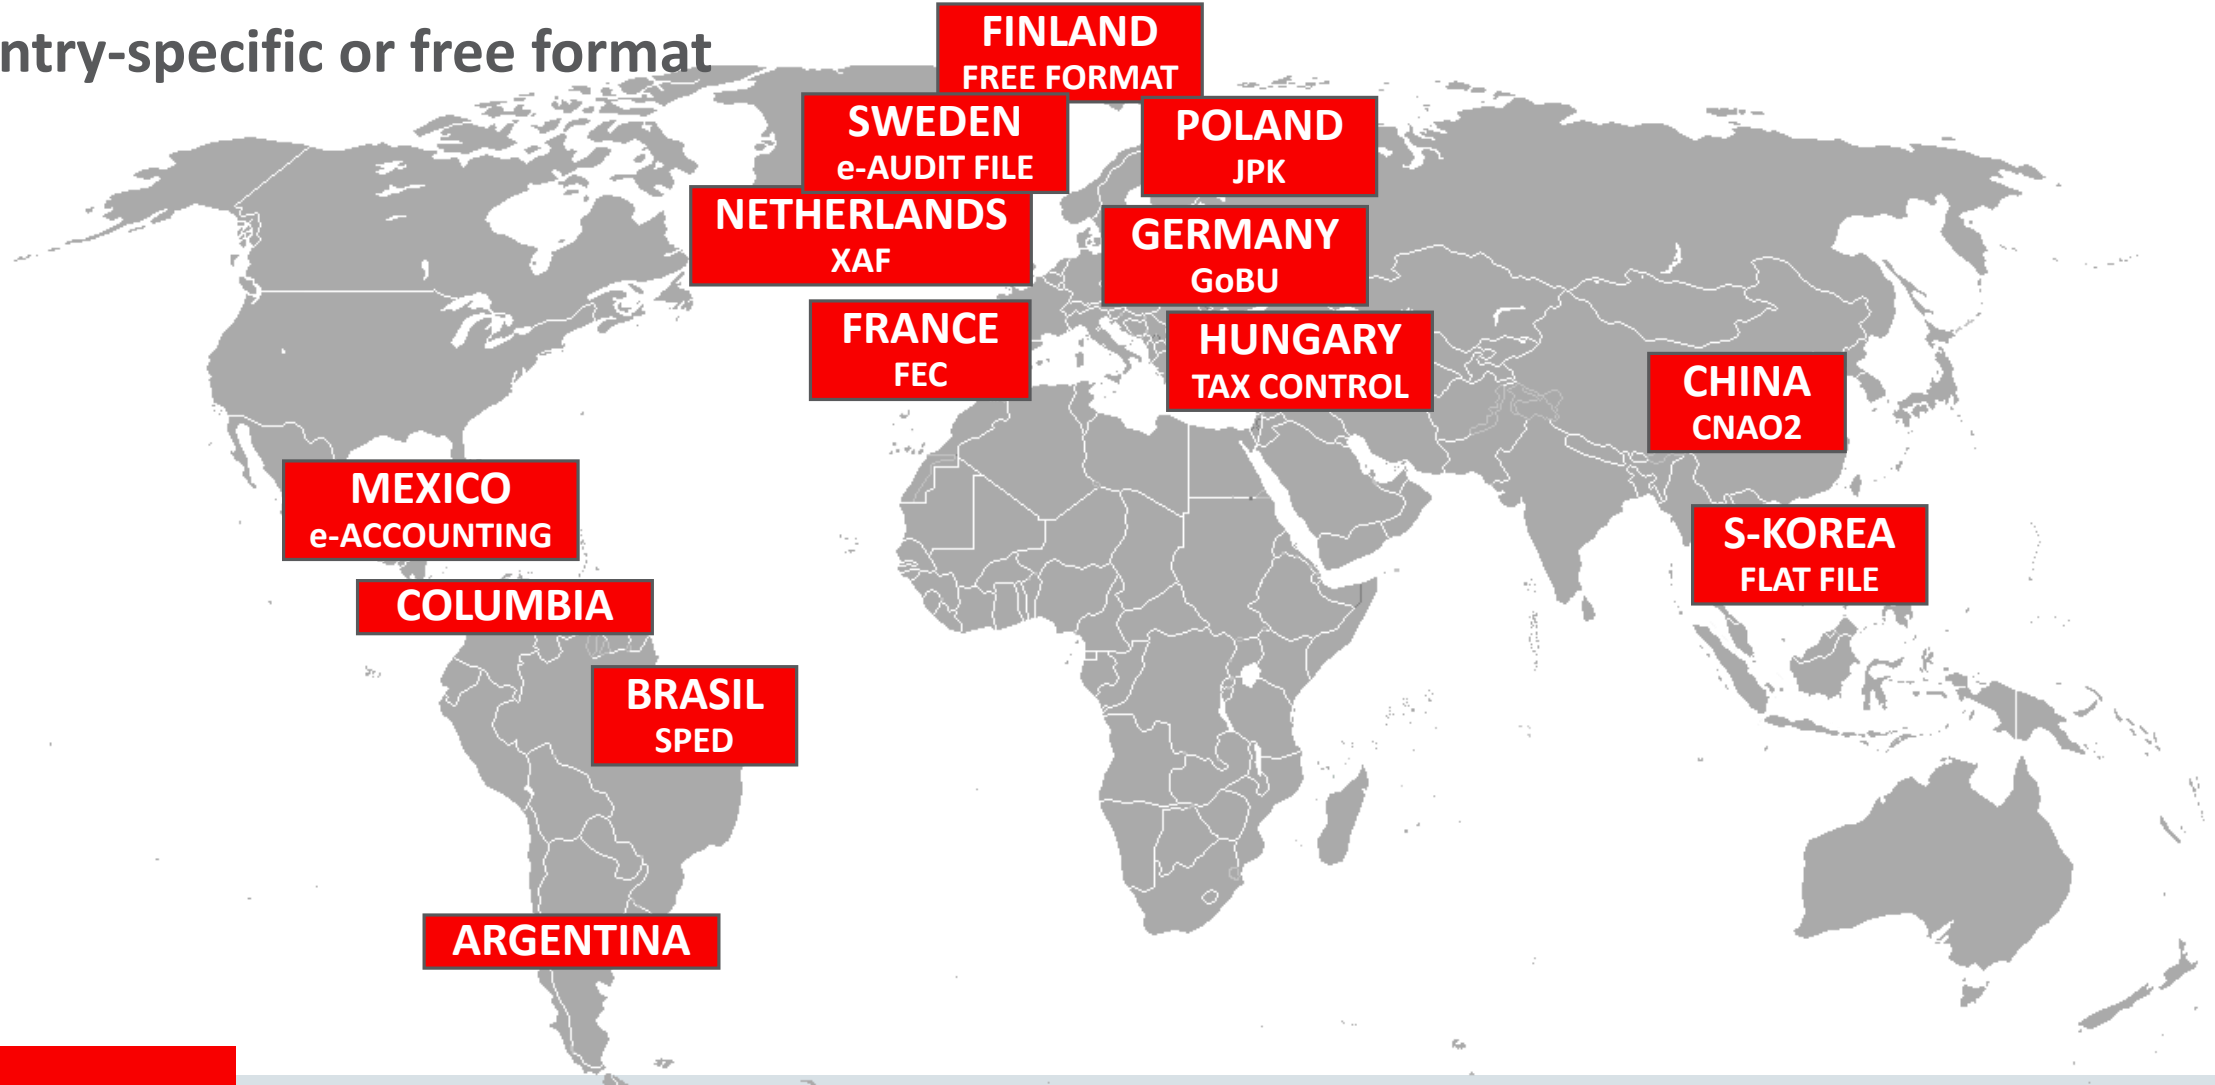 ntry-specific or free format
FINLAND
FREE FORMAT
SWEDEN
e-AUDIT FILE
POLAND
JPK
NETHERLANDS
XAF
GERMANY
GoBU
FRANCE
FEC
HUNGARY
TAX CONTROL
CHINA
CNAO2
MEXICO
e-ACCOUNTING
S-KOREA
FLAT FILE
COLUMBIA
BRASIL
SPED
ARGENTINA